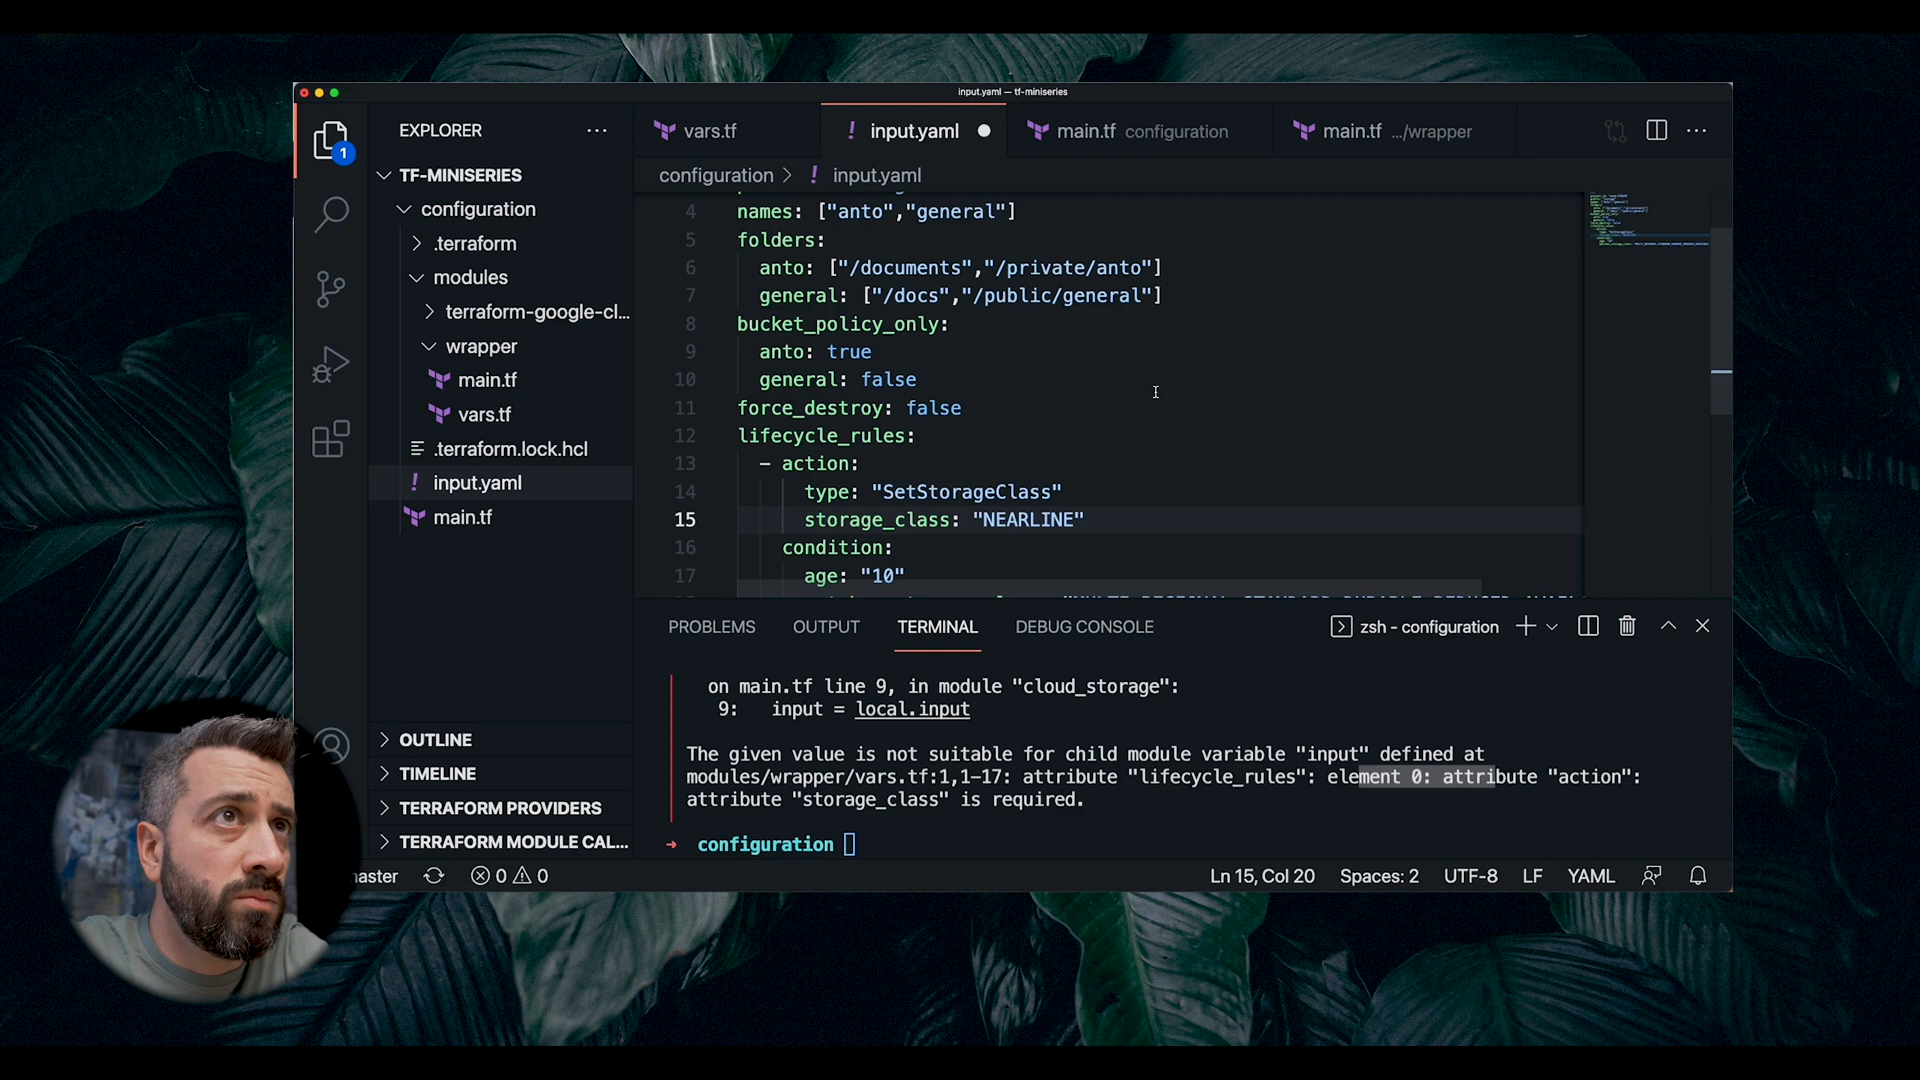 input.yaml — tf-miniseries
EXPLORER
vars.tf
input.yaml
main.tf configuration
main.tf .../wrapper
1
TF-MINISERIES
configuration
.terraform
modules
terraform-google-cl...
wrapper
main.tf
vars.tf
.terraform.lock.hcl
input.yaml
main.tf
OUTLINE
TIMELINE
TERRAFORM PROVIDERS
TERRAFORM MODULE CAL...
configuration > ! input.yaml
4 names: ["anto","general"]
5 folders:
6 anto: ["/documents","/private/anto"]
7 general: ["/docs","/public/general"]
8 bucket_policy_only:
9 anto: true
10 general: false
11 force_destroy: false
12 lifecycle_rules:
13 - action:
14 type: "SetStorageClass"
15 storage_class: "NEARLINE"
16 condition:
17 age: "10"
PROBLEMS OUTPUT TERMINAL DEBUG CONSOLE
zsh - configuration
on main.tf line 9, in module "cloud_storage":
9: input = local.input
The given value is not suitable for child module variable "input" defined at
modules/wrapper/vars.tf:1,1-17: attribute "lifecycle_rules": element 0: attribute "action":
attribute "storage_class" is required.
→ configuration
0 0
Ln 15, Col 20 Spaces: 2 UTF-8 LF YAML